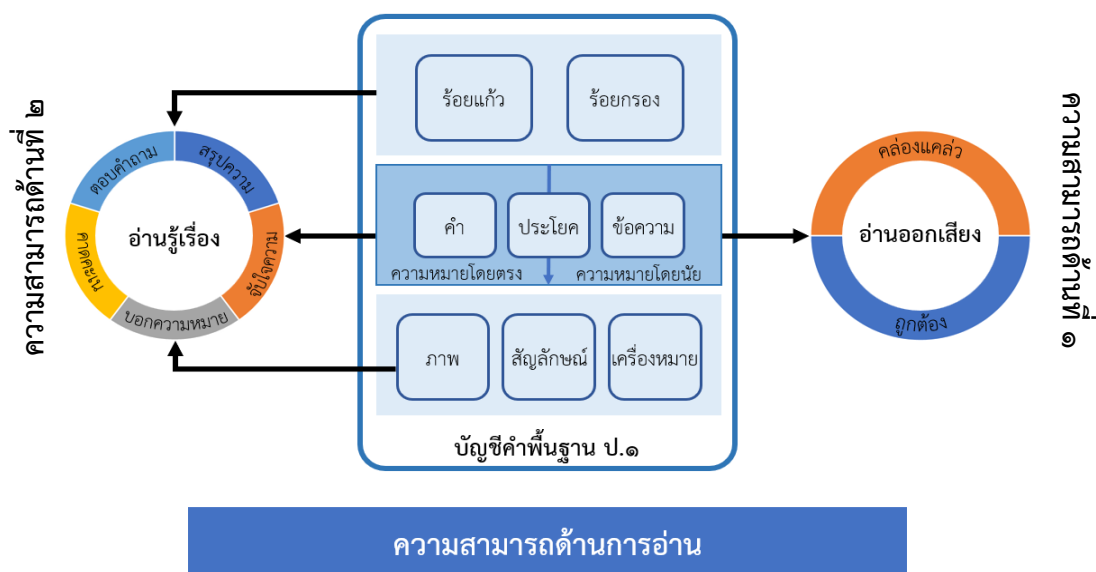 ความสามารถด้านที่ ๒
ตอบคำถาม
สรุปความ
คาดคะเน
อ่านรู้เรื่อง
จับใจความ
บอกความหมาย
ร้อยแก้ว
ร้อยกรอง
คำ
ประโยค
ข้อความ
ความหมายโดยตรง
ความหมายโดยนัย
ภาพ
สัญลักษณ์
เครื่องหมาย
บัญชีคำพื้นฐาน ป.๑
คล่องแคล่ว
อ่านออกเสียง
ถูกต้อง
ความสามารถด้านที่ ๑
ความสามารถด้านการอ่าน